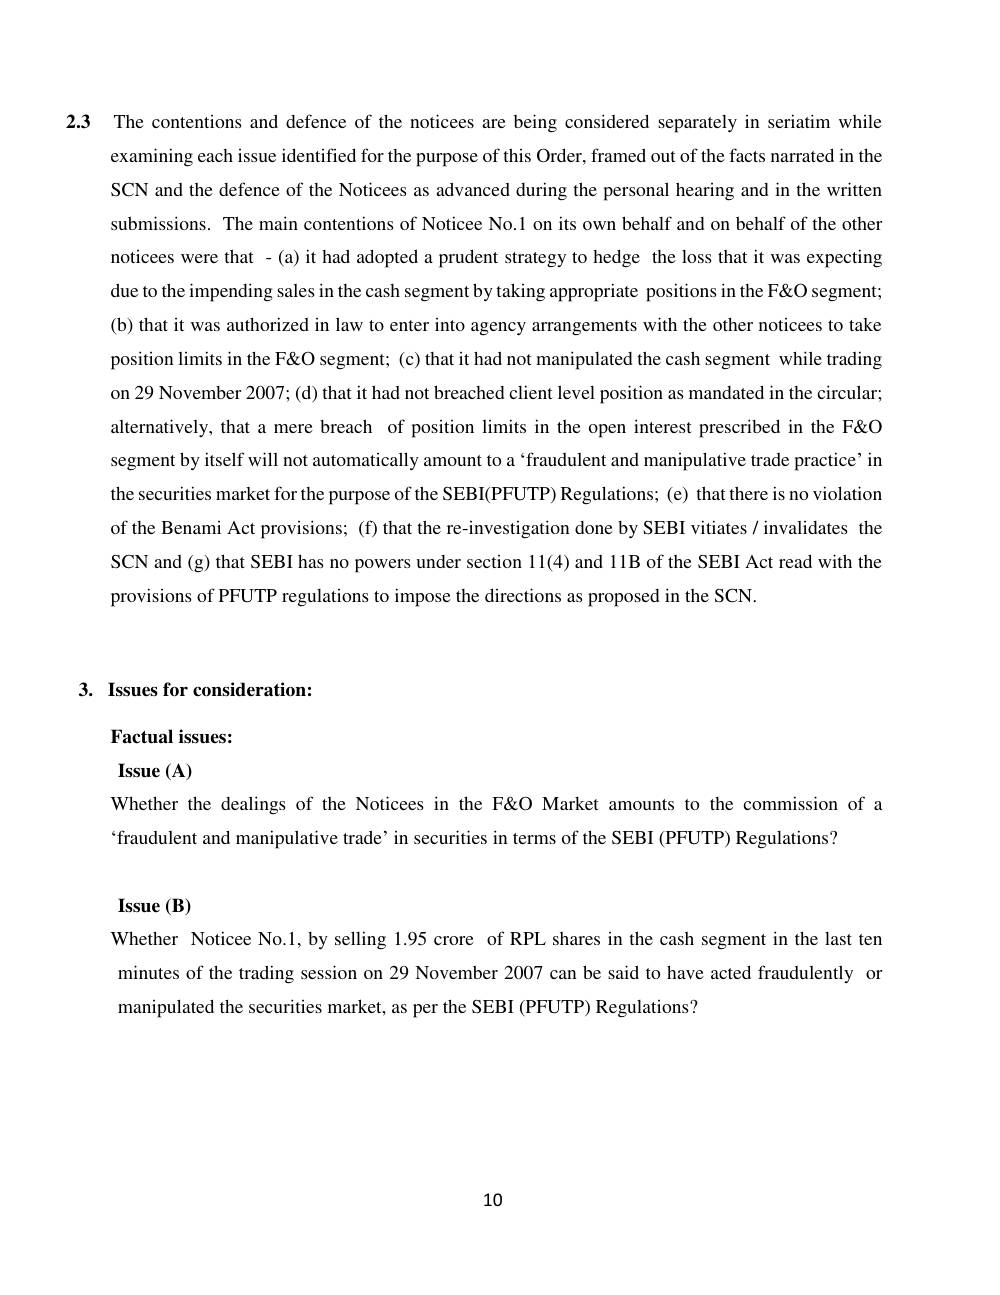 2.3 The contentions and defence of the noticees are being considered separately in seriatim while
examining each issue identified for the purpose of this Order, framed out of the facts narrated in the
SCN and the defence of the Noticees as advanced during the personal hearing and in the written
submissions. The main contentions of Noticee No.1 on its own behalf and on behalf of the other
noticees were that - (a) it had adopted a prudent strategy to hedge the loss that it was expecting
due to the impending sales in the cash segment by taking appropriate positions in the F&O segment;
(b) that it was authorized in law to enter into agency arrangements with the other noticees to take
position limits in the F&O segment; (c) that it had not manipulated the cash segment while trading
on 29 November 2007; (d) that it had not breached client level position as mandated in the circular;
alternatively, that a mere breach of position limits in the open interest prescribed in the F&O
segment by itself will not automatically amount to a ‘fraudulent and manipulative trade practice’ in
the securities market for the purpose of the SEBI(PFUTP) Regulations; (e) that there is no violation
of the Benami Act provisions; (f) that the re-investigation done by SEBI vitiates / invalidates the
SCN and (g) that SEBI has no powers under section 11(4) and 11B of the SEBI Act read with the
provisions of PFUTP regulations to impose the directions as proposed in the SCN.
3. Issues for consideration:
Factual issues:
Issue (A)
Whether the dealings of the Noticees in the F&O Market amounts to the commission of a
‘fraudulent and manipulative trade’ in securities in terms of the SEBI (PFUTP) Regulations?
Issue (B)
Whether Noticee No.1, by selling 1.95 crore of RPL shares in the cash segment in the last ten
minutes of the trading session on 29 November 2007 can be said to have acted fraudulently or
manipulated the securities market, as per the SEBI (PFUTP) Regulations?
10